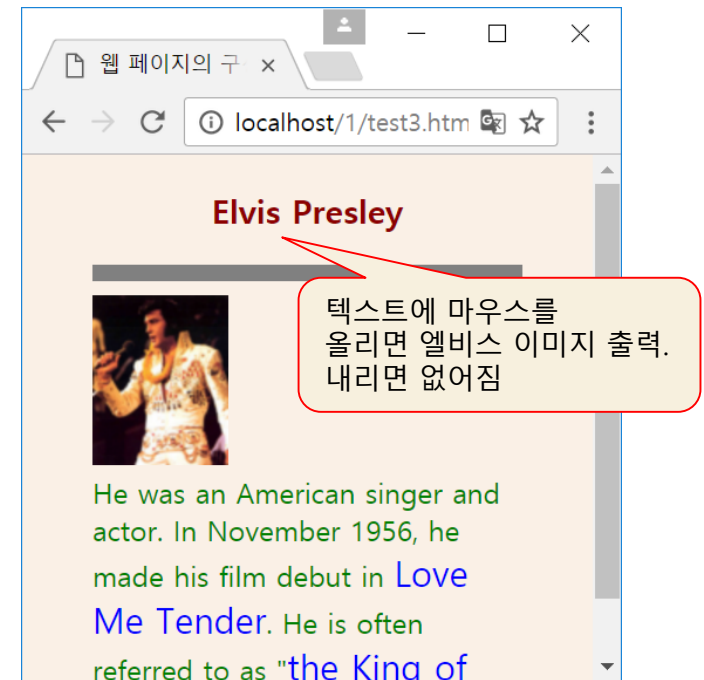 웹 페이지의 구
localhost/1/test3.htm
Elvis Presley
텍스트에 마우스를
올리면 엘비스 이미지 출력.
내리면 없어짐
He was an American singer and
actor. In November 1956, he
made his film debut in Love
Me Tender. He is often
referred to as "the King of